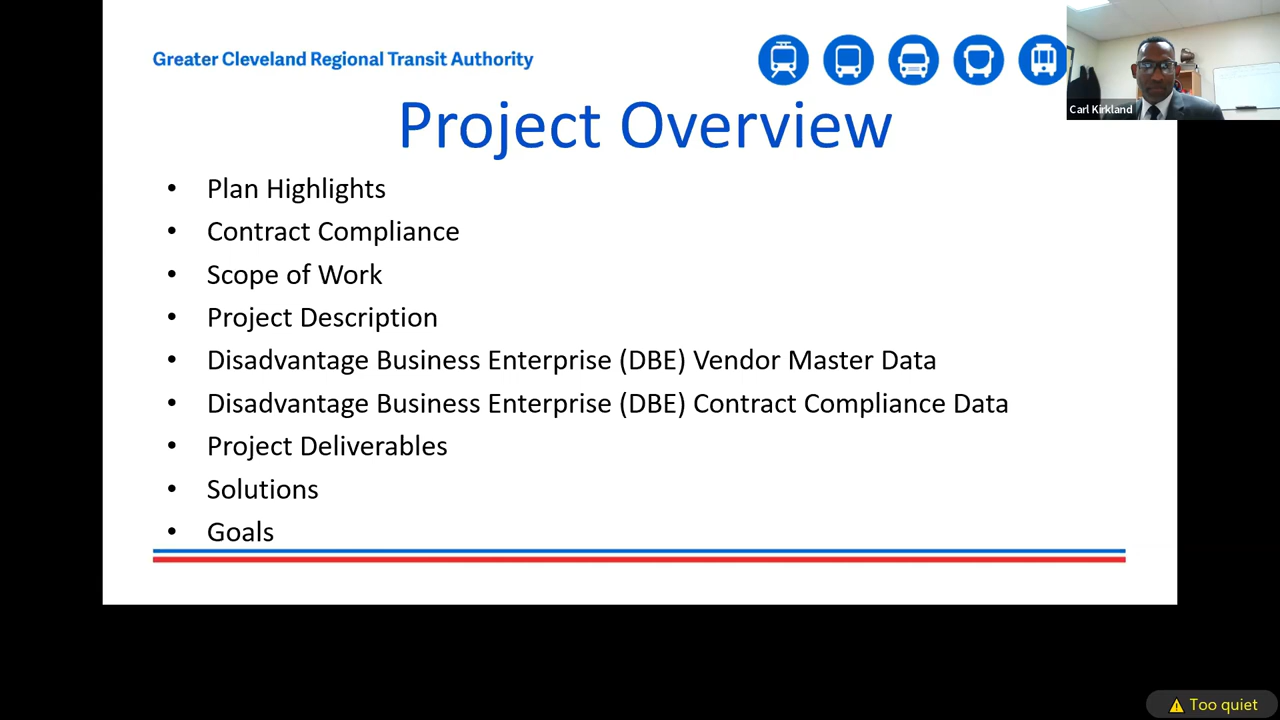 Greater Cleveland Regional Transit Authority
Carl Kirkland
Project Overview
• Plan Highlights
• Contract Compliance
• Scope of Work
• Project Description
• Disadvantage Business Enterprise (DBE) Vendor Master Data
• Disadvantage Business Enterprise (DBE) Contract Compliance Data
• Project Deliverables
• Solutions
• Goals
Too quiet